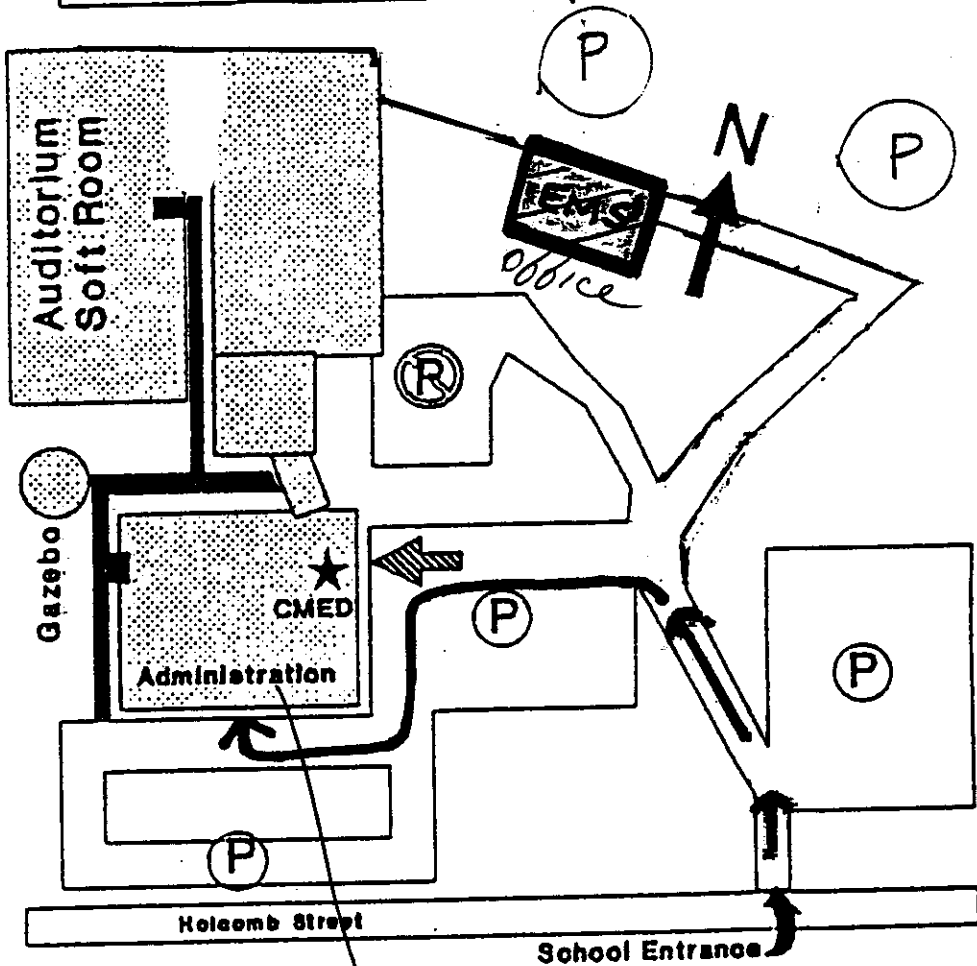 P
P
N
EMS
office
Auditorium
Soft Room
R
Gazebo
CMED
P
Administration
P
P
Holcomb Street
School Entrance